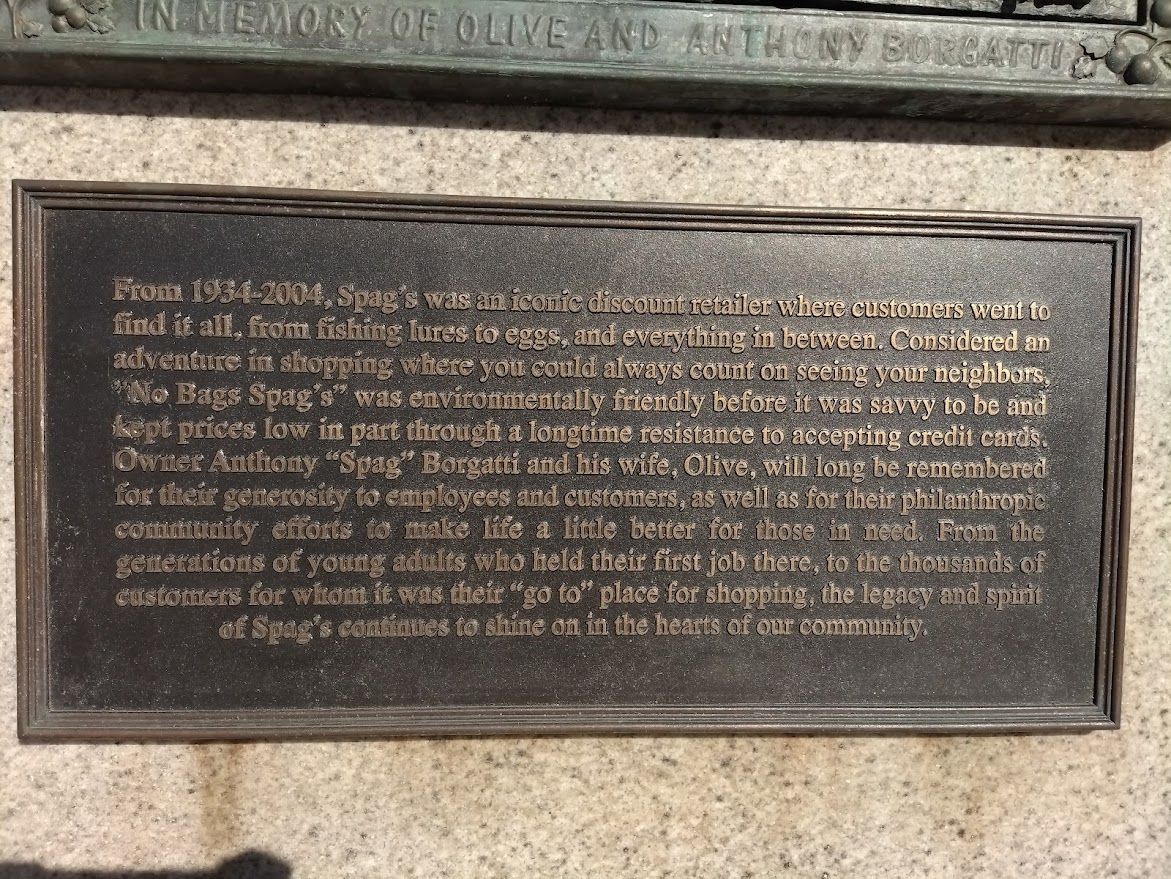 IN MEMORY OF OLIVE AND ANTHONY BORGATTI
From 1934-2004, Spag's was an iconic discount retailer where customers went to
find it all, from fishing lures to eggs, and everything in between. Considered an
adventure in shopping where you could always count on seeing your neighbors,
"No Bags Spag's" was environmentally friendly before it was savvy to be and
kept prices low in part through a longtime resistance to accepting credit cards.
Owner Anthony "Spag" Borgatti and his wife, Olive, will long be remembered
for their generosity to employees and customers, as well as for their philanthropic
community efforts to make life a little better for those in need. From the
generations of young adults who held their first job there, to the thousands of
customers for whom it was their "go to" place for shopping, the legacy and spirit
of Spag's continues to shine on in the hearts of our community.